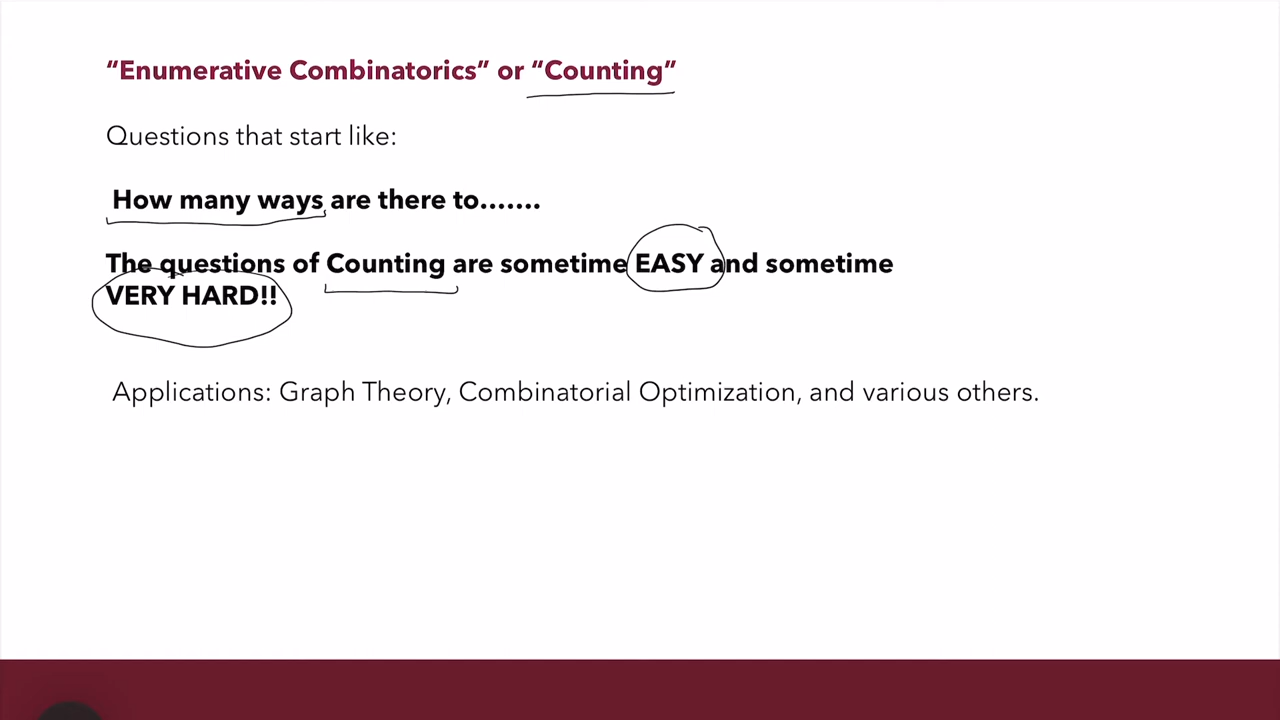 “Enumerative Combinatorics” or “Counting”
Questions that start like:
How many ways are there to.......
The questions of Counting are sometime EASY and sometime
VERY HARD!!
Applications: Graph Theory, Combinatorial Optimization, and various others.